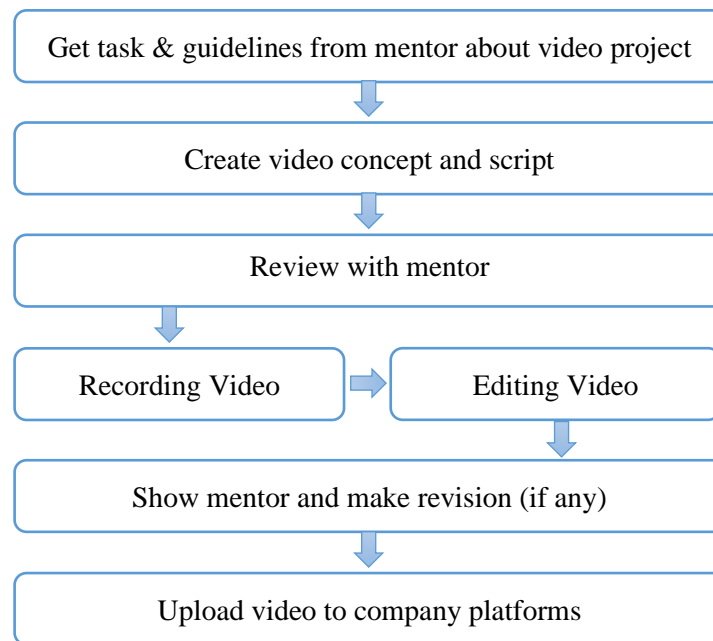 Get task & guidelines from mentor about video project
Create video concept and script
Review with mentor
Recording Video
Editing Video
Show mentor and make revision (if any)
Upload video to company platforms